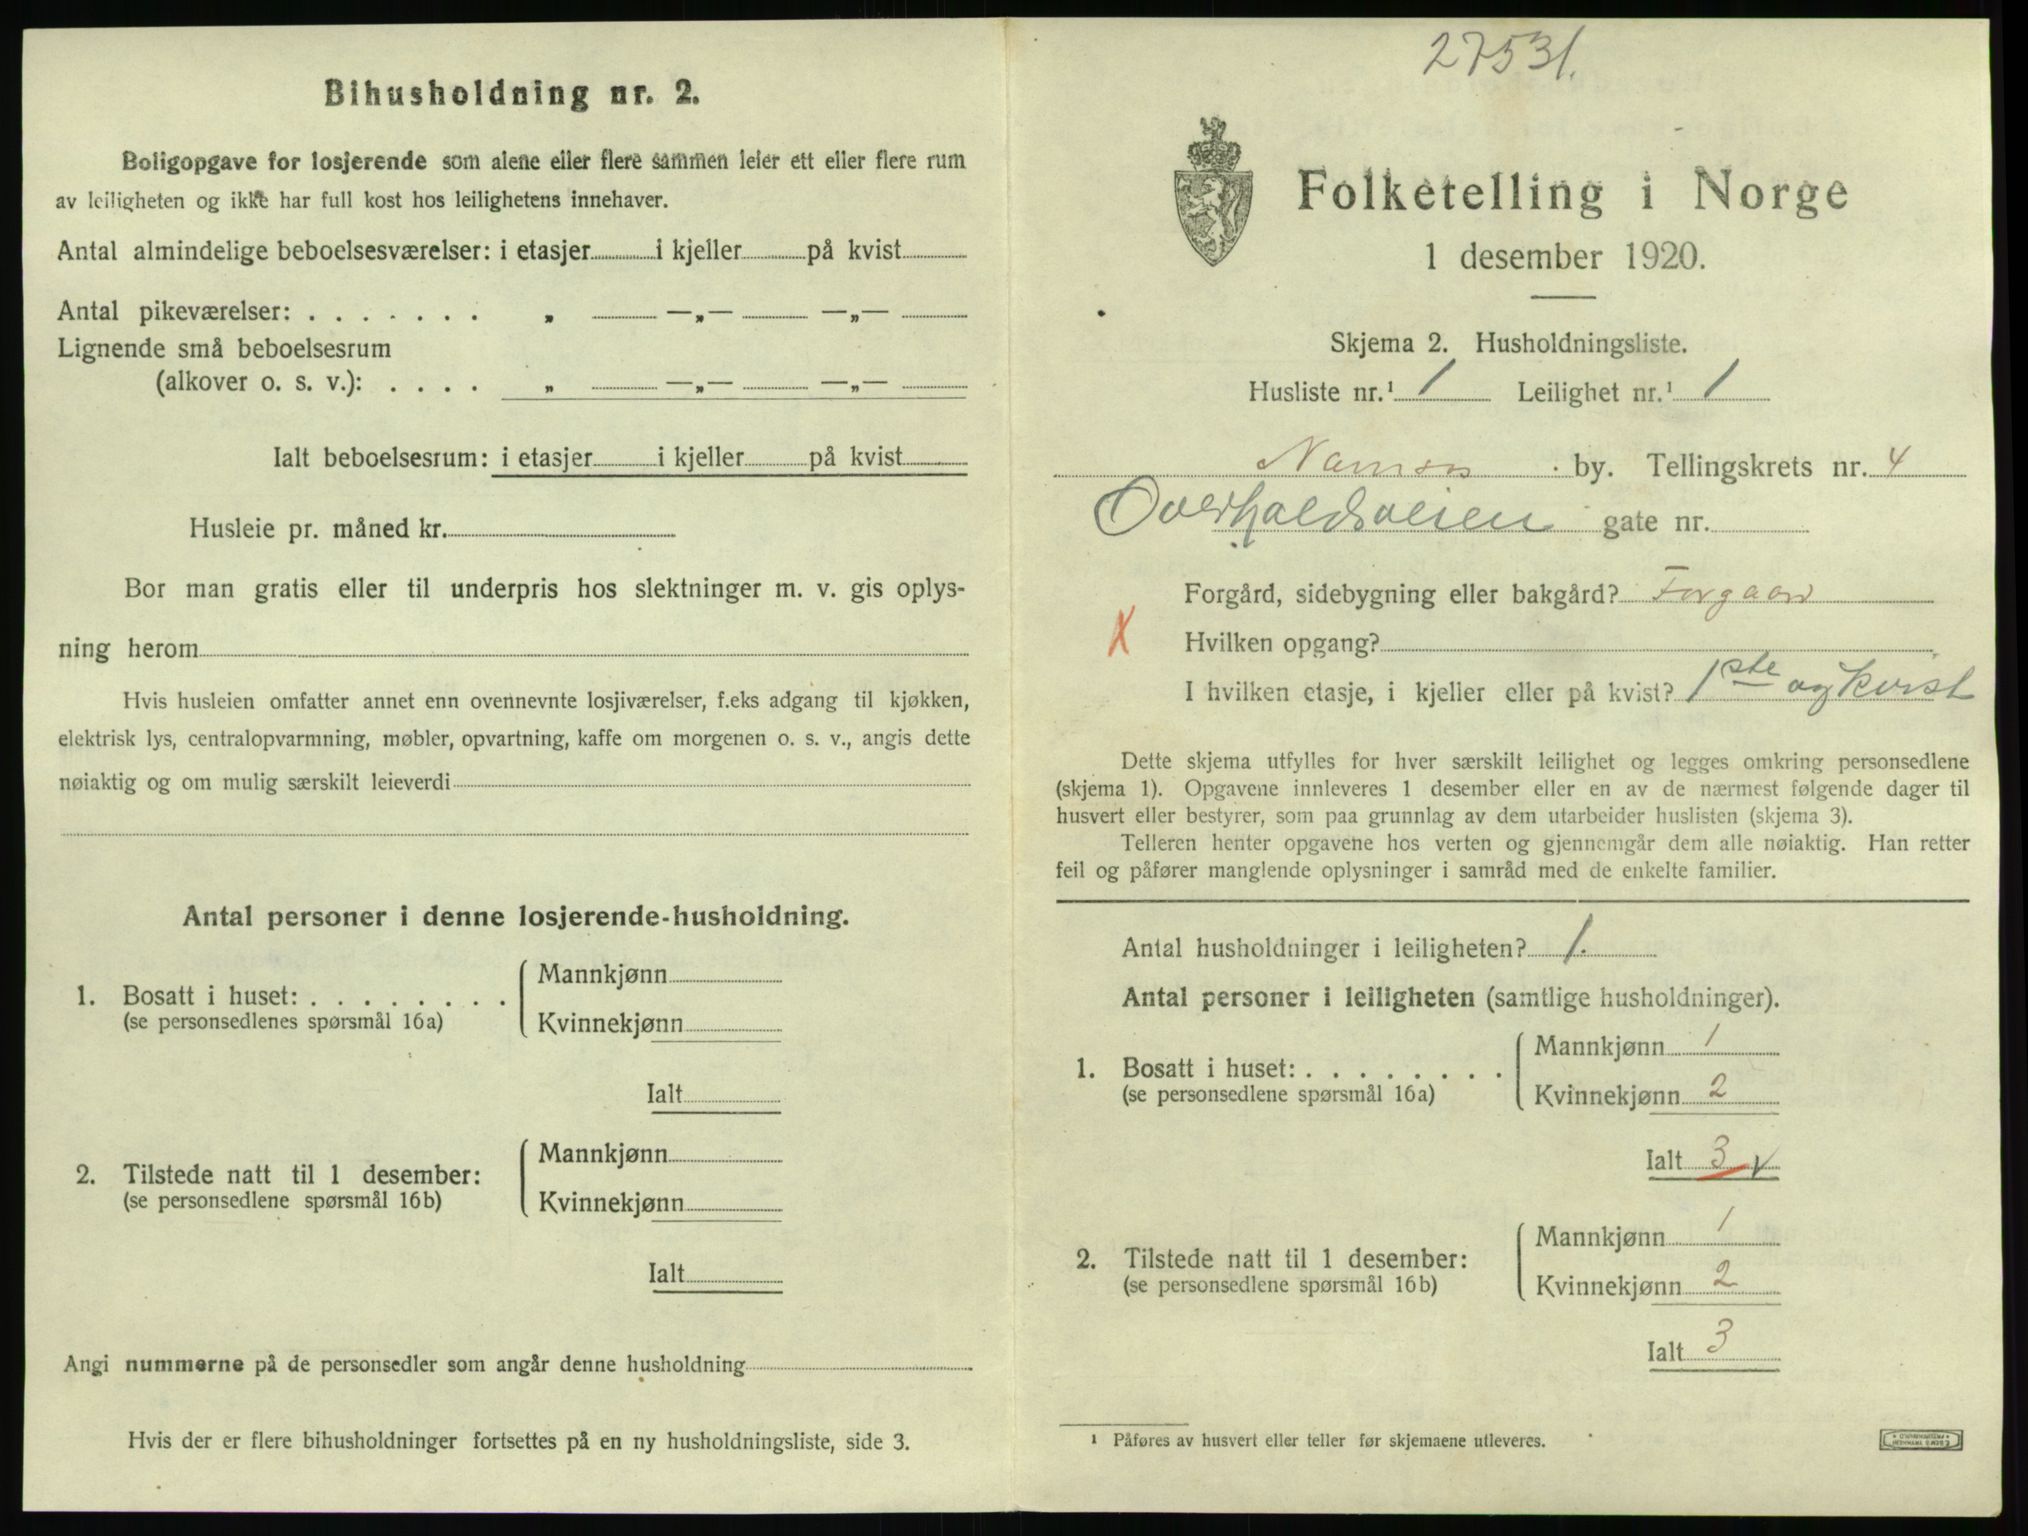 Bihusholdning nr. 2.
Boligopgave for losjerende som alene eller flere sammen leier ett eller flere rum
av leiligheten og ikke har full kost hos leilighetens innehaver.
Antal almindelige beboelsesværelser: i etasjer i kjeller på kvist
Antal pikeværelser: . . . . . . . „ —„— —„—
Lignende små beboelsesrum
(alkover o. s. v.): . . . . „ —„— —„—
Ialt beboelsesrum: i etasjer i kjeller på kvist
Husleie pr. måned kr.
Bor man gratis eller til underpris hos slektninger m. v. gis oplys-
ning herom
Hvis husleien omfatter annet enn ovennevnte losjiværelser, f.eks adgang til kjøkken,
elektrisk lys, centralopvarmning, møbler, opvartning, kaffe om morgenen o. s. v., angis dette
nøiaktig og om mulig særskilt leieverdi
Antal personer i denne losjerende-husholdning.
1. Bosatt i huset: . . . . . . . .
(se personsedlenes spørsmål 16a)
Mannkjønn
Kvinnekjønn
Ialt
2. Tilstede natt til 1 desember:
(se personsedlene spørsmål 16b)
Mannkjønn
Kvinnekjønn
Ialt
Angi nummerne på de personsedler som angår denne husholdning
Hvis der er flere bihusholdninger fortsettes på en ny husholdningsliste, side 3.
27531.
Folketelling i Norge
1 desember 1920.
Skjema 2. Husholdningsliste.
Husliste nr.¹ 1 Leilighet nr.¹ 1
Namsos by. Tellingskrets nr. 4
Overhaldsveien gate nr.
Forgård, sidebygning eller bakgård? Forgaard
X
Hvilken opgang?
I hvilken etasje, i kjeller eller på kvist? 1ste og kvist
Dette skjema utfylles for hver særskilt leilighet og legges omkring personsedlene
(skjema 1). Opgavene innleveres 1 desember eller en av de nærmest følgende dager til
husvert eller bestyrer, som paa grunnlag av dem utarbeider huslisten (skjema 3).
Telleren henter opgavene hos verten og gjennemgår dem alle nøiaktig. Han retter
feil og påfører manglende oplysninger i samråd med de enkelte familier.
Antal husholdninger i leiligheten? 1.
Antal personer i leiligheten (samtlige husholdninger).
1. Bosatt i huset: . . . . . . . .
(se personsedlene spørsmål 16a)
Mannkjønn 1
Kvinnekjønn 2
Ialt 3 v
2. Tilstede natt til 1 desember:
(se personsedlene spørsmål 16b)
Mannkjønn 1
Kvinnekjønn 2
Ialt 3
¹ Påføres av husvert eller teller før skjemaene utleveres.